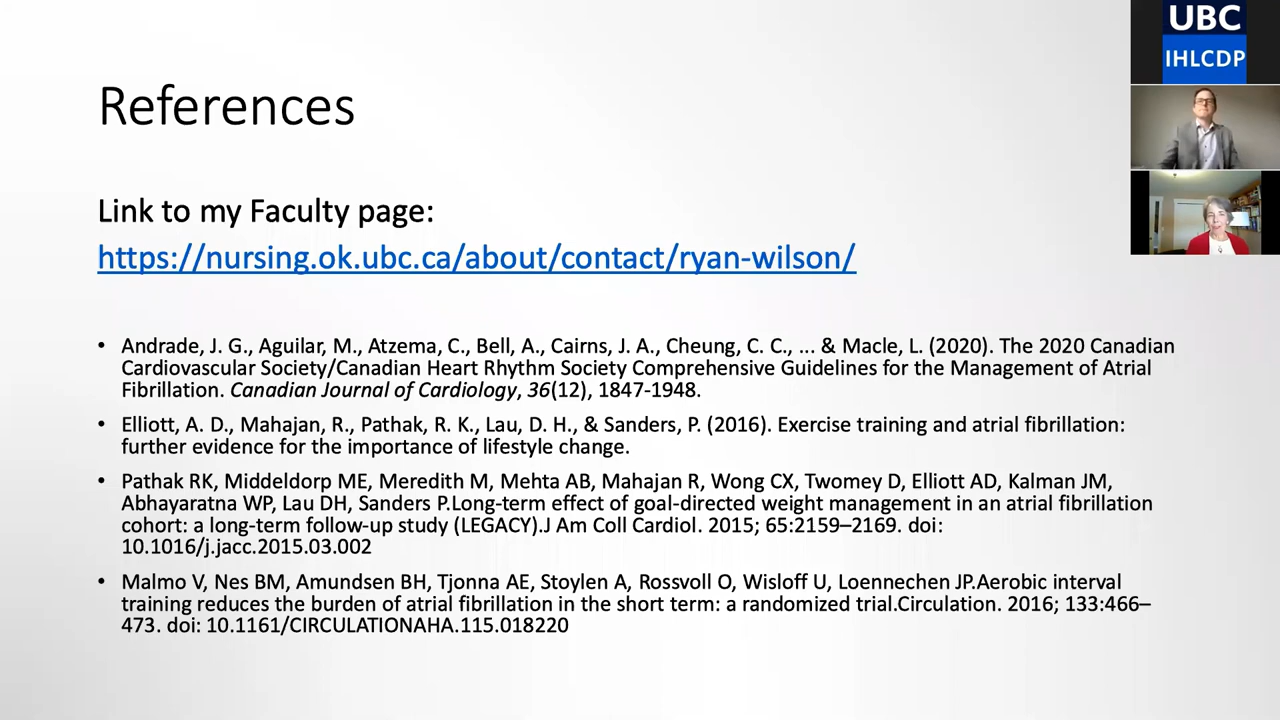 References
Link to my Faculty page:
https://nursing.ok.ubc.ca/about/contact/ryan-wilson/
• Andrade, J. G., Aguilar, M., Atzema, C., Bell, A., Cairns, J. A., Cheung, C. C., ... & Macle, L. (2020). The 2020 Canadian
Cardiovascular Society/Canadian Heart Rhythm Society Comprehensive Guidelines for the Management of Atrial
Fibrillation. Canadian Journal of Cardiology, 36(12), 1847-1948.
• Elliott, A. D., Mahajan, R., Pathak, R. K., Lau, D. H., & Sanders, P. (2016). Exercise training and atrial fibrillation:
further evidence for the importance of lifestyle change.
• Pathak RK, Middeldorp ME, Meredith M, Mehta AB, Mahajan R, Wong CX, Twomey D, Elliott AD, Kalman JM,
Abhayaratna WP, Lau DH, Sanders P.Long-term effect of goal-directed weight management in an atrial fibrillation
cohort: a long-term follow-up study (LEGACY).J Am Coll Cardiol. 2015; 65:2159–2169. doi:
10.1016/j.jacc.2015.03.002
• Malmo V, Nes BM, Amundsen BH, Tjonna AE, Stoylen A, Rossvoll O, Wisloff U, Loennechen JP.Aerobic interval
training reduces the burden of atrial fibrillation in the short term: a randomized trial.Circulation. 2016; 133:466–
473. doi: 10.1161/CIRCULATIONAHA.115.018220
UBC
IHLCDP